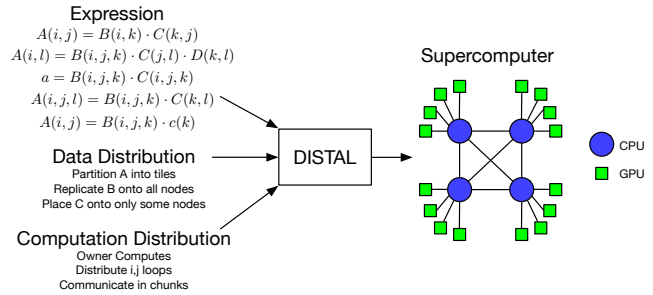 Expression
A(i, j) = B(i, k) · C(k, j)
A(i, l) = B(i, j, k) · C(j, l) · D(k, l)
a = B(i, j, k) · C(i, j, k)
A(i, j, l) = B(i, j, k) · C(k, l)
A(i, j) = B(i, j, k) · c(k)
Data Distribution
Partition A into tiles
Replicate B onto all nodes
Place C onto only some nodes
Computation Distribution
Owner Computes
Distribute i,j loops
Communicate in chunks
DISTAL
Supercomputer
CPU
GPU